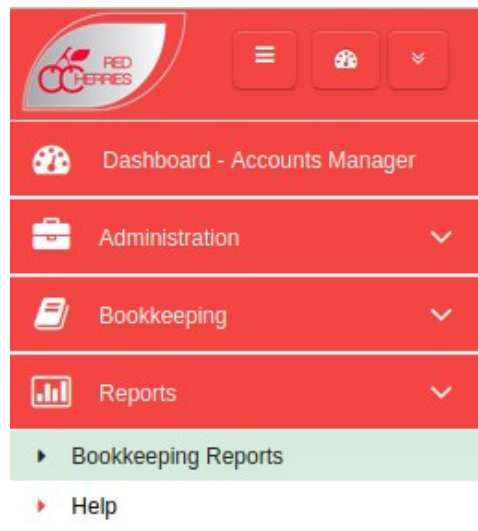 RED
CHERRIES
Dashboard - Accounts Manager
Administration
Bookkeeping
Reports
Bookkeeping Reports
Help